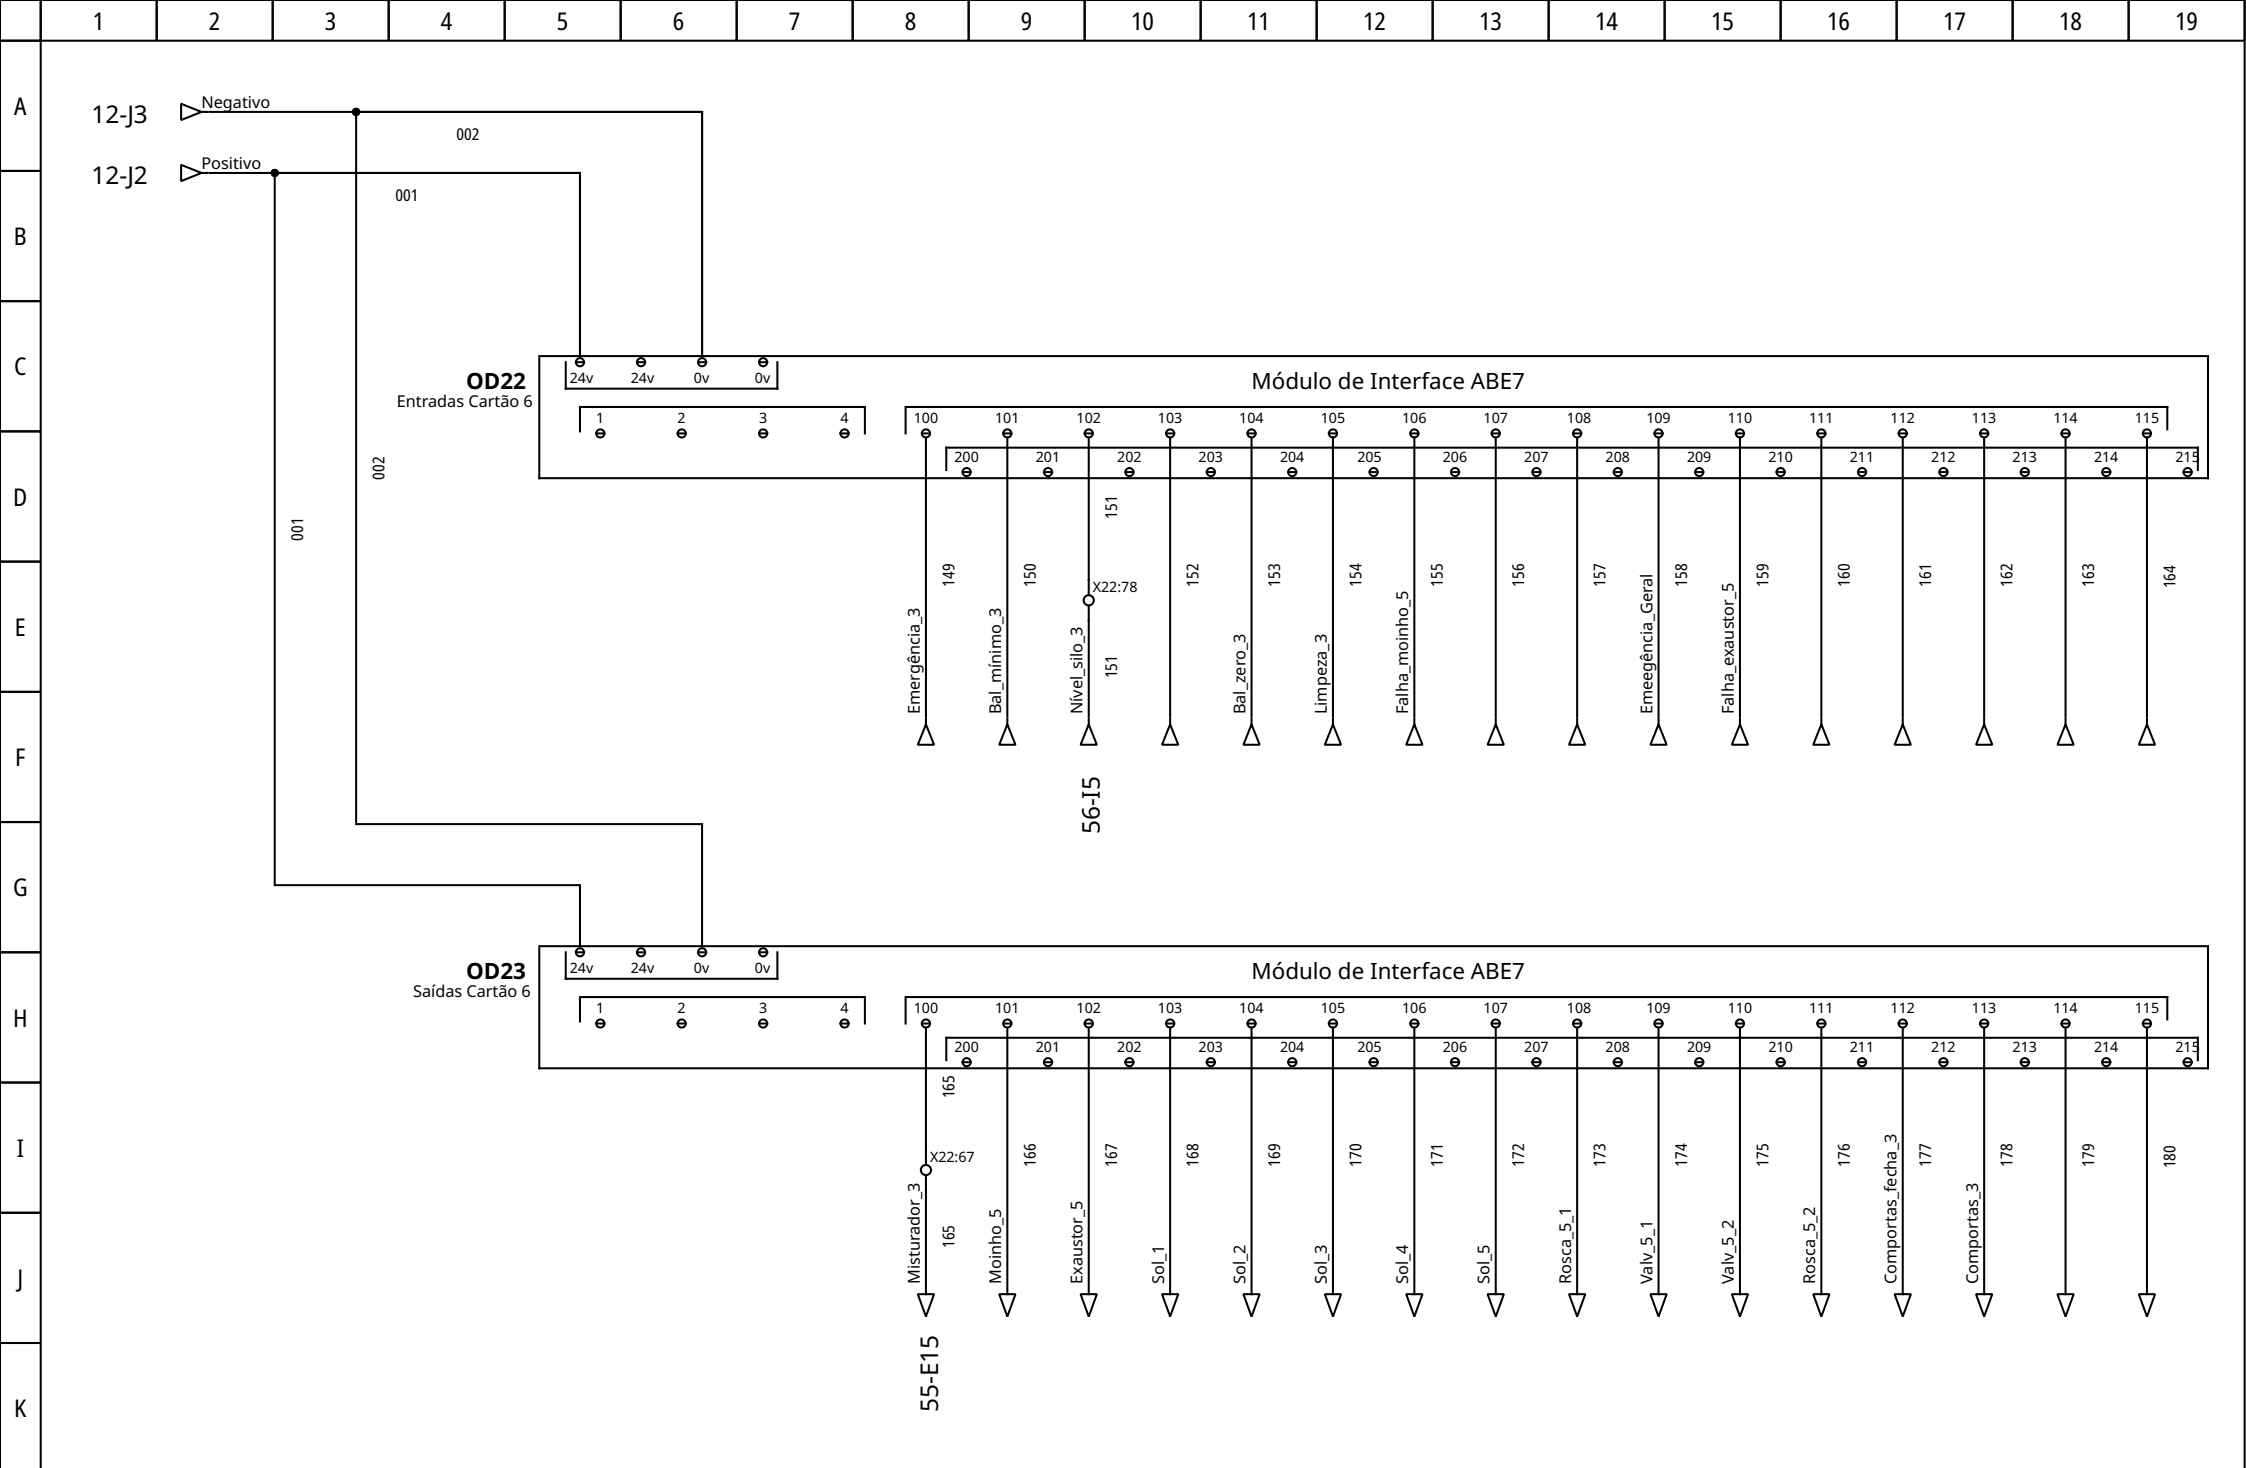 1 2 3 4 5 6 7 8 9 10 11 12 13 14 15 16 17 18 19
A
B
C
D
E
F
G
H
I
J
K
12-J3
Negativo
002
12-J2
Positivo
001
002
001
OD22
Entradas Cartão 6
24v 24v 0v 0v
Módulo de Interface ABE7
1 2 3 4
100 101 102 103 104 105 106 107 108 109 110 111 112 113 114 115
200 201 202 203 204 205 206 207 208 209 210 211 212 213 214 215
151
149 150 152 153 154 155 156 157 158 159 160 161 162 163 164
X22:78
151
Emergência_3
Bal_mínimo_3
Nível_silo_3
Bal_zero_3
Limpeza_3
Falha_moinho_5
Emeegência_Geral
Falha_exaustor_5
56-I5
OD23
Saídas Cartão 6
24v 24v 0v 0v
Módulo de Interface ABE7
1 2 3 4
100 101 102 103 104 105 106 107 108 109 110 111 112 113 114 115
200 201 202 203 204 205 206 207 208 209 210 211 212 213 214 215
165
166 167 168 169 170 171 172 173 174 175 176 177 178 179 180
X22:67
165
Misturador_3
Moinho_5
Exaustor_5
Sol_1
Sol_2
Sol_3
Sol_4
Sol_5
Rosca_5_1
Valv_5_1
Valv_5_2
Rosca_5_2
Comportas_fecha_3
Comportas_3
55-E15